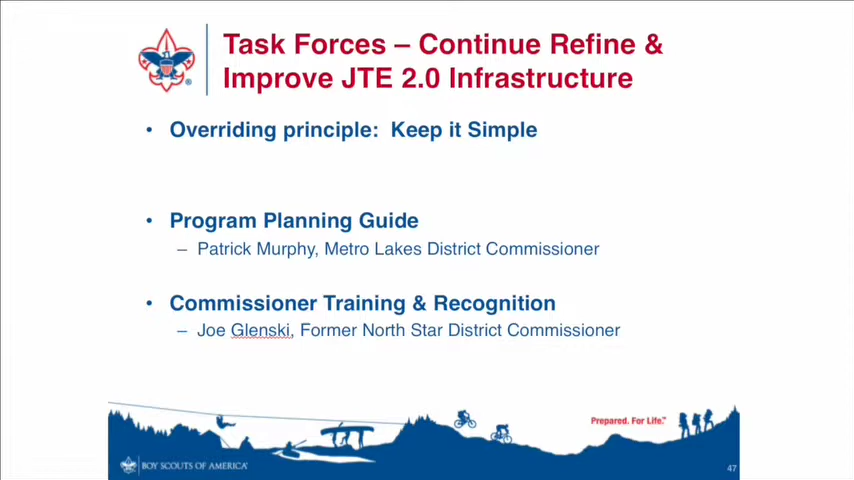 Task Forces – Continue Refine &
Improve JTE 2.0 Infrastructure
• Overriding principle: Keep it Simple
• Program Planning Guide
– Patrick Murphy, Metro Lakes District Commissioner
• Commissioner Training & Recognition
– Joe Glenski, Former North Star District Commissioner
Prepared. For Life.™
BOY SCOUTS OF AMERICA®
47